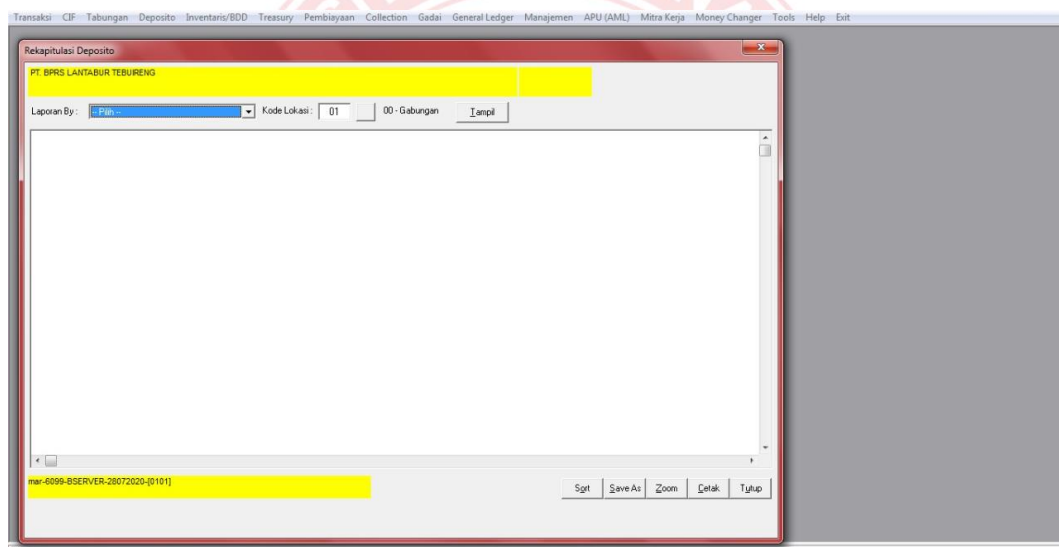 Transaksi CIF Tabungan Deposito Inventaris/BDD Treasury Pembiayaan Collection Gadai General Ledger Manajemen APU (AML) Mitra Kerja Money Changer Tools Help Exit
Rekapitulasi Deposito
PT. BPRS LANTABUR TEBUIRENG
Laporan By : -- Pilih -- Kode Lokasi : 01 00 - Gabungan Tampil
mar-6099-BSERVER-28072020-[0101]
Sort Save As Zoom Cetak Tutup